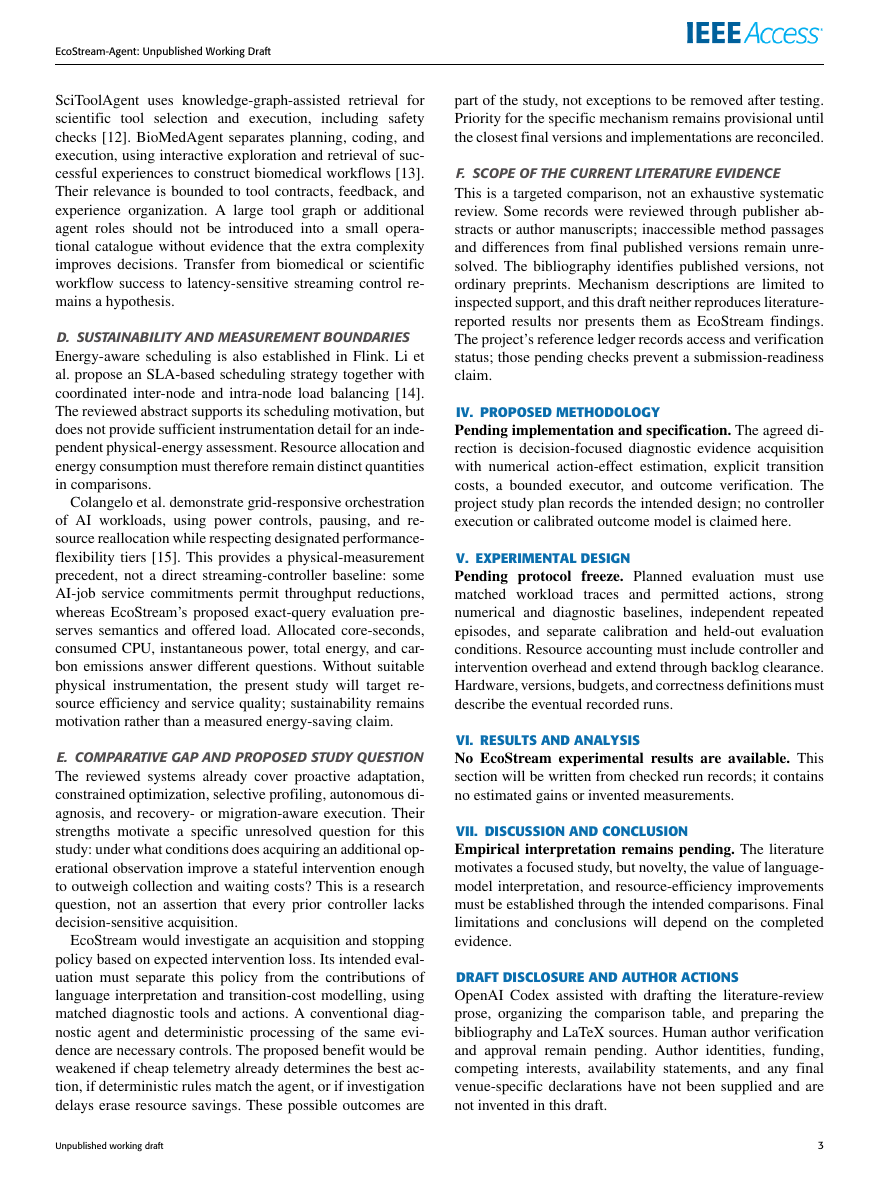 EcoStream-Agent: Unpublished Working Draft
IEEE Access
SciToolAgent uses knowledge-graph-assisted retrieval for
scientific tool selection and execution, including safety
checks [12]. BioMedAgent separates planning, coding, and
execution, using interactive exploration and retrieval of suc-
cessful experiences to construct biomedical workflows [13].
Their relevance is bounded to tool contracts, feedback, and
experience organization. A large tool graph or additional
agent roles should not be introduced into a small opera-
tional catalogue without evidence that the extra complexity
improves decisions. Transfer from biomedical or scientific
workflow success to latency-sensitive streaming control re-
mains a hypothesis.
D. SUSTAINABILITY AND MEASUREMENT BOUNDARIES
Energy-aware scheduling is also established in Flink. Li et
al. propose an SLA-based scheduling strategy together with
coordinated inter-node and intra-node load balancing [14].
The reviewed abstract supports its scheduling motivation, but
does not provide sufficient instrumentation detail for an inde-
pendent physical-energy assessment. Resource allocation and
energy consumption must therefore remain distinct quantities
in comparisons.
Colangelo et al. demonstrate grid-responsive orchestration
of AI workloads, using power controls, pausing, and re-
source reallocation while respecting designated performance-
flexibility tiers [15]. This provides a physical-measurement
precedent, not a direct streaming-controller baseline: some
AI-job service commitments permit throughput reductions,
whereas EcoStream's proposed exact-query evaluation pre-
serves semantics and offered load. Allocated core-seconds,
consumed CPU, instantaneous power, total energy, and car-
bon emissions answer different questions. Without suitable
physical instrumentation, the present study will target re-
source efficiency and service quality; sustainability remains
motivation rather than a measured energy-saving claim.
E. COMPARATIVE GAP AND PROPOSED STUDY QUESTION
The reviewed systems already cover proactive adaptation,
constrained optimization, selective profiling, autonomous di-
agnosis, and recovery- or migration-aware execution. Their
strengths motivate a specific unresolved question for this
study: under what conditions does acquiring an additional op-
erational observation improve a stateful intervention enough
to outweigh collection and waiting costs? This is a research
question, not an assertion that every prior controller lacks
decision-sensitive acquisition.
EcoStream would investigate an acquisition and stopping
policy based on expected intervention loss. Its intended eval-
uation must separate this policy from the contributions of
language interpretation and transition-cost modelling, using
matched diagnostic tools and actions. A conventional diag-
nostic agent and deterministic processing of the same evi-
dence are necessary controls. The proposed benefit would be
weakened if cheap telemetry already determines the best ac-
tion, if deterministic rules match the agent, or if investigation
delays erase resource savings. These possible outcomes are
part of the study, not exceptions to be removed after testing.
Priority for the specific mechanism remains provisional until
the closest final versions and implementations are reconciled.
F. SCOPE OF THE CURRENT LITERATURE EVIDENCE
This is a targeted comparison, not an exhaustive systematic
review. Some records were reviewed through publisher ab-
stracts or author manuscripts; inaccessible method passages
and differences from final published versions remain unre-
solved. The bibliography identifies published versions, not
ordinary preprints. Mechanism descriptions are limited to
inspected support, and this draft neither reproduces literature-
reported results nor presents them as EcoStream findings.
The project's reference ledger records access and verification
status; those pending checks prevent a submission-readiness
claim.
IV. PROPOSED METHODOLOGY
Pending implementation and specification. The agreed di-
rection is decision-focused diagnostic evidence acquisition
with numerical action-effect estimation, explicit transition
costs, a bounded executor, and outcome verification. The
project study plan records the intended design; no controller
execution or calibrated outcome model is claimed here.
V. EXPERIMENTAL DESIGN
Pending protocol freeze. Planned evaluation must use
matched workload traces and permitted actions, strong
numerical and diagnostic baselines, independent repeated
episodes, and separate calibration and held-out evaluation
conditions. Resource accounting must include controller and
intervention overhead and extend through backlog clearance.
Hardware, versions, budgets, and correctness definitions must
describe the eventual recorded runs.
VI. RESULTS AND ANALYSIS
No EcoStream experimental results are available. This
section will be written from checked run records; it contains
no estimated gains or invented measurements.
VII. DISCUSSION AND CONCLUSION
Empirical interpretation remains pending. The literature
motivates a focused study, but novelty, the value of language-
model interpretation, and resource-efficiency improvements
must be established through the intended comparisons. Final
limitations and conclusions will depend on the completed
evidence.
DRAFT DISCLOSURE AND AUTHOR ACTIONS
OpenAI Codex assisted with drafting the literature-review
prose, organizing the comparison table, and preparing the
bibliography and LaTeX sources. Human author verification
and approval remain pending. Author identities, funding,
competing interests, availability statements, and any final
venue-specific declarations have not been supplied and are
not invented in this draft.
Unpublished working draft
3